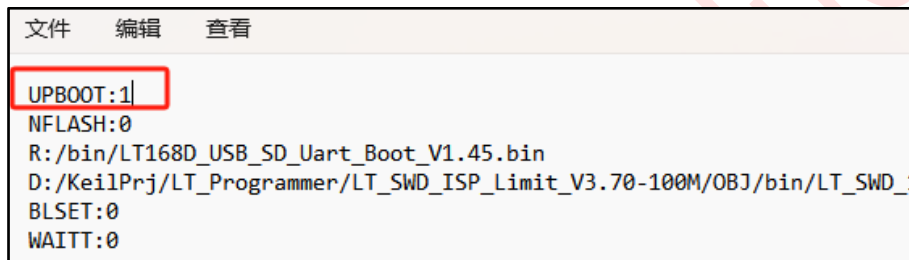 文件 编辑 查看
UPBOOT:1
NFLASH:0
R:/bin/LT168D_USB_SD_Uart_Boot_V1.45.bin
D:/KeilPrj/LT_Programmer/LT_SWD_ISP_Limit_V3.70-100M/OBJ/bin/LT_SWD_
BLSET:0
WAITT:0